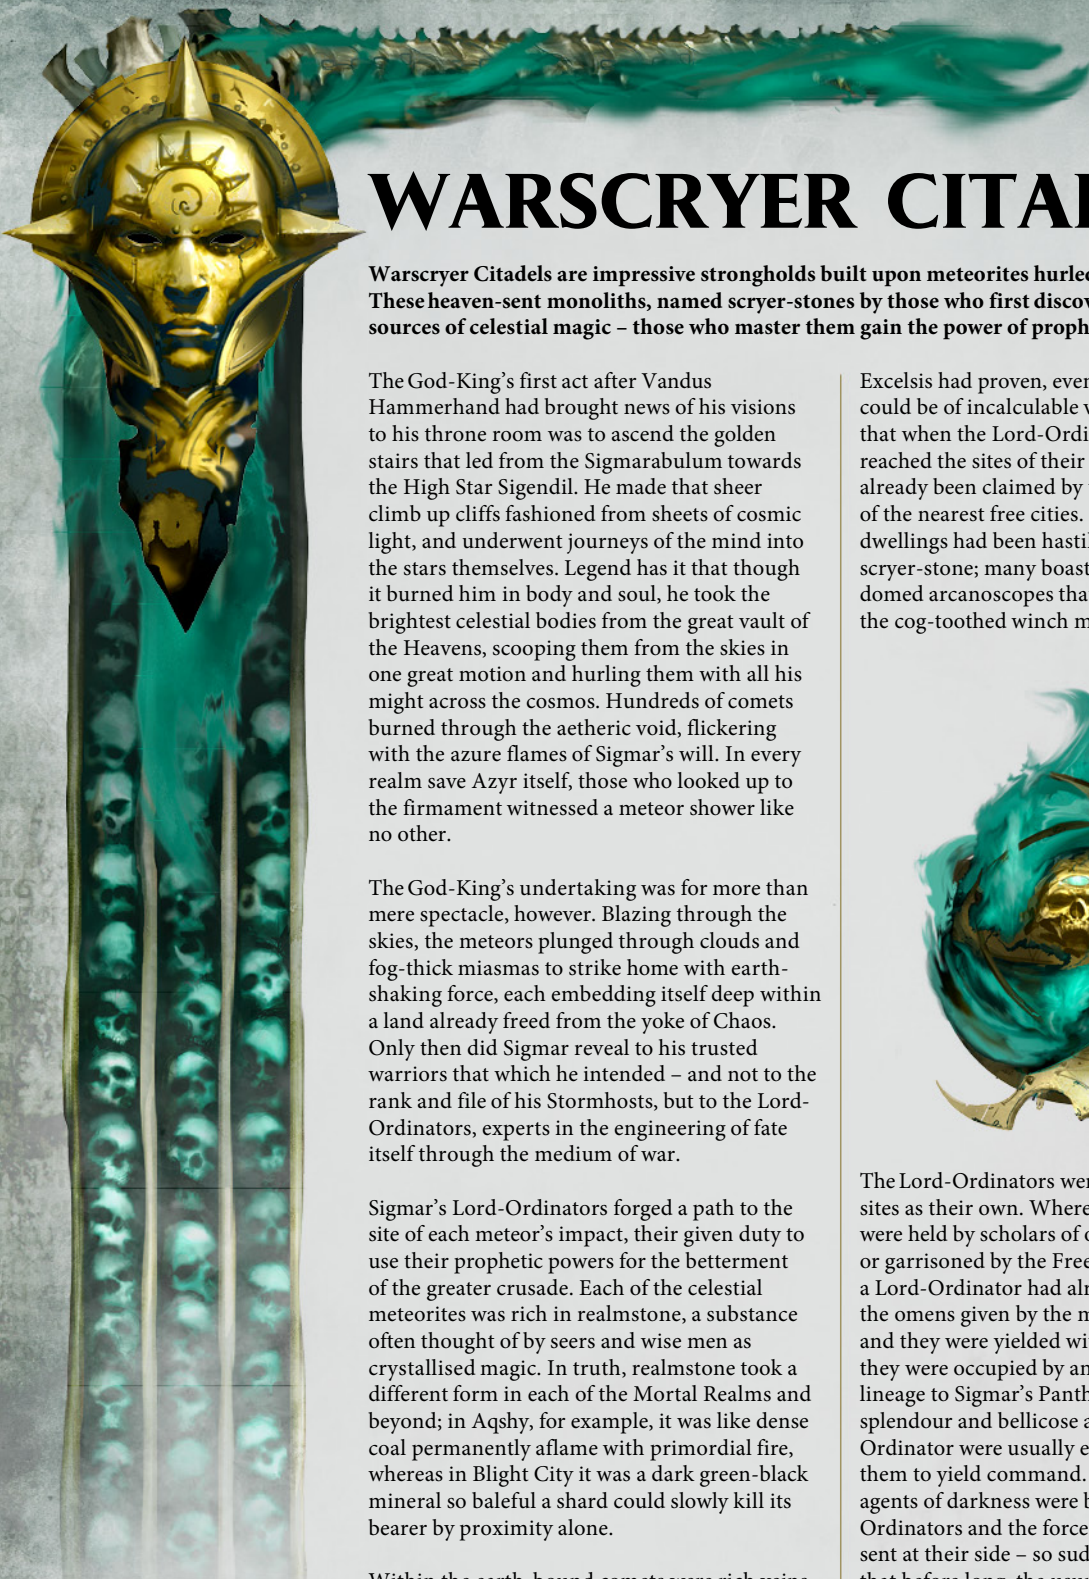 WARSCRYER CITA
Warscryer Citadels are impressive strongholds built upon meteorites hurled
These heaven-sent monoliths, named scryer-stones by those who first discov
sources of celestial magic – those who master them gain the power of proph
The God-King's first act after Vandus
Hammerhand had brought news of his visions
to his throne room was to ascend the golden
stairs that led from the Sigmarabulum towards
the High Star Sigendil. He made that sheer
climb up cliffs fashioned from sheets of cosmic
light, and underwent journeys of the mind into
the stars themselves. Legend has it that though
it burned him in body and soul, he took the
brightest celestial bodies from the great vault of
the Heavens, scooping them from the skies in
one great motion and hurling them with all his
might across the cosmos. Hundreds of comets
burned through the aetheric void, flickering
with the azure flames of Sigmar's will. In every
realm save Azyr itself, those who looked up to
the firmament witnessed a meteor shower like
no other.
The God-King's undertaking was for more than
mere spectacle, however. Blazing through the
skies, the meteors plunged through clouds and
fog-thick miasmas to strike home with earth-
shaking force, each embedding itself deep within
a land already freed from the yoke of Chaos.
Only then did Sigmar reveal to his trusted
warriors that which he intended – and not to the
rank and file of his Stormhosts, but to the Lord-
Ordinators, experts in the engineering of fate
itself through the medium of war.
Sigmar's Lord-Ordinators forged a path to the
site of each meteor's impact, their given duty to
use their prophetic powers for the betterment
of the greater crusade. Each of the celestial
meteorites was rich in realmstone, a substance
often thought of by seers and wise men as
crystallised magic. In truth, realmstone took a
different form in each of the Mortal Realms and
beyond; in Aqshy, for example, it was like dense
coal permanently aflame with primordial fire,
whereas in Blight City it was a dark green-black
mineral so baleful a shard could slowly kill its
bearer by proximity alone.
Within the earth-bound comets were rich veins
Excelsis had proven, even
could be of incalculable v
that when the Lord-Ordi
reached the sites of their
already been claimed by
of the nearest free cities.
dwellings had been hastil
scryer-stone; many boast
domed arcanoscopes tha
the cog-toothed winch m
The Lord-Ordinators wer
sites as their own. Where
were held by scholars of
or garrisoned by the Free
a Lord-Ordinator had alr
the omens given by the m
and they were yielded wi
they were occupied by an
lineage to Sigmar's Panth
splendour and bellicose a
Ordinator were usually e
them to yield command.
agents of darkness were b
Ordinators and the force
sent at their side – so sud